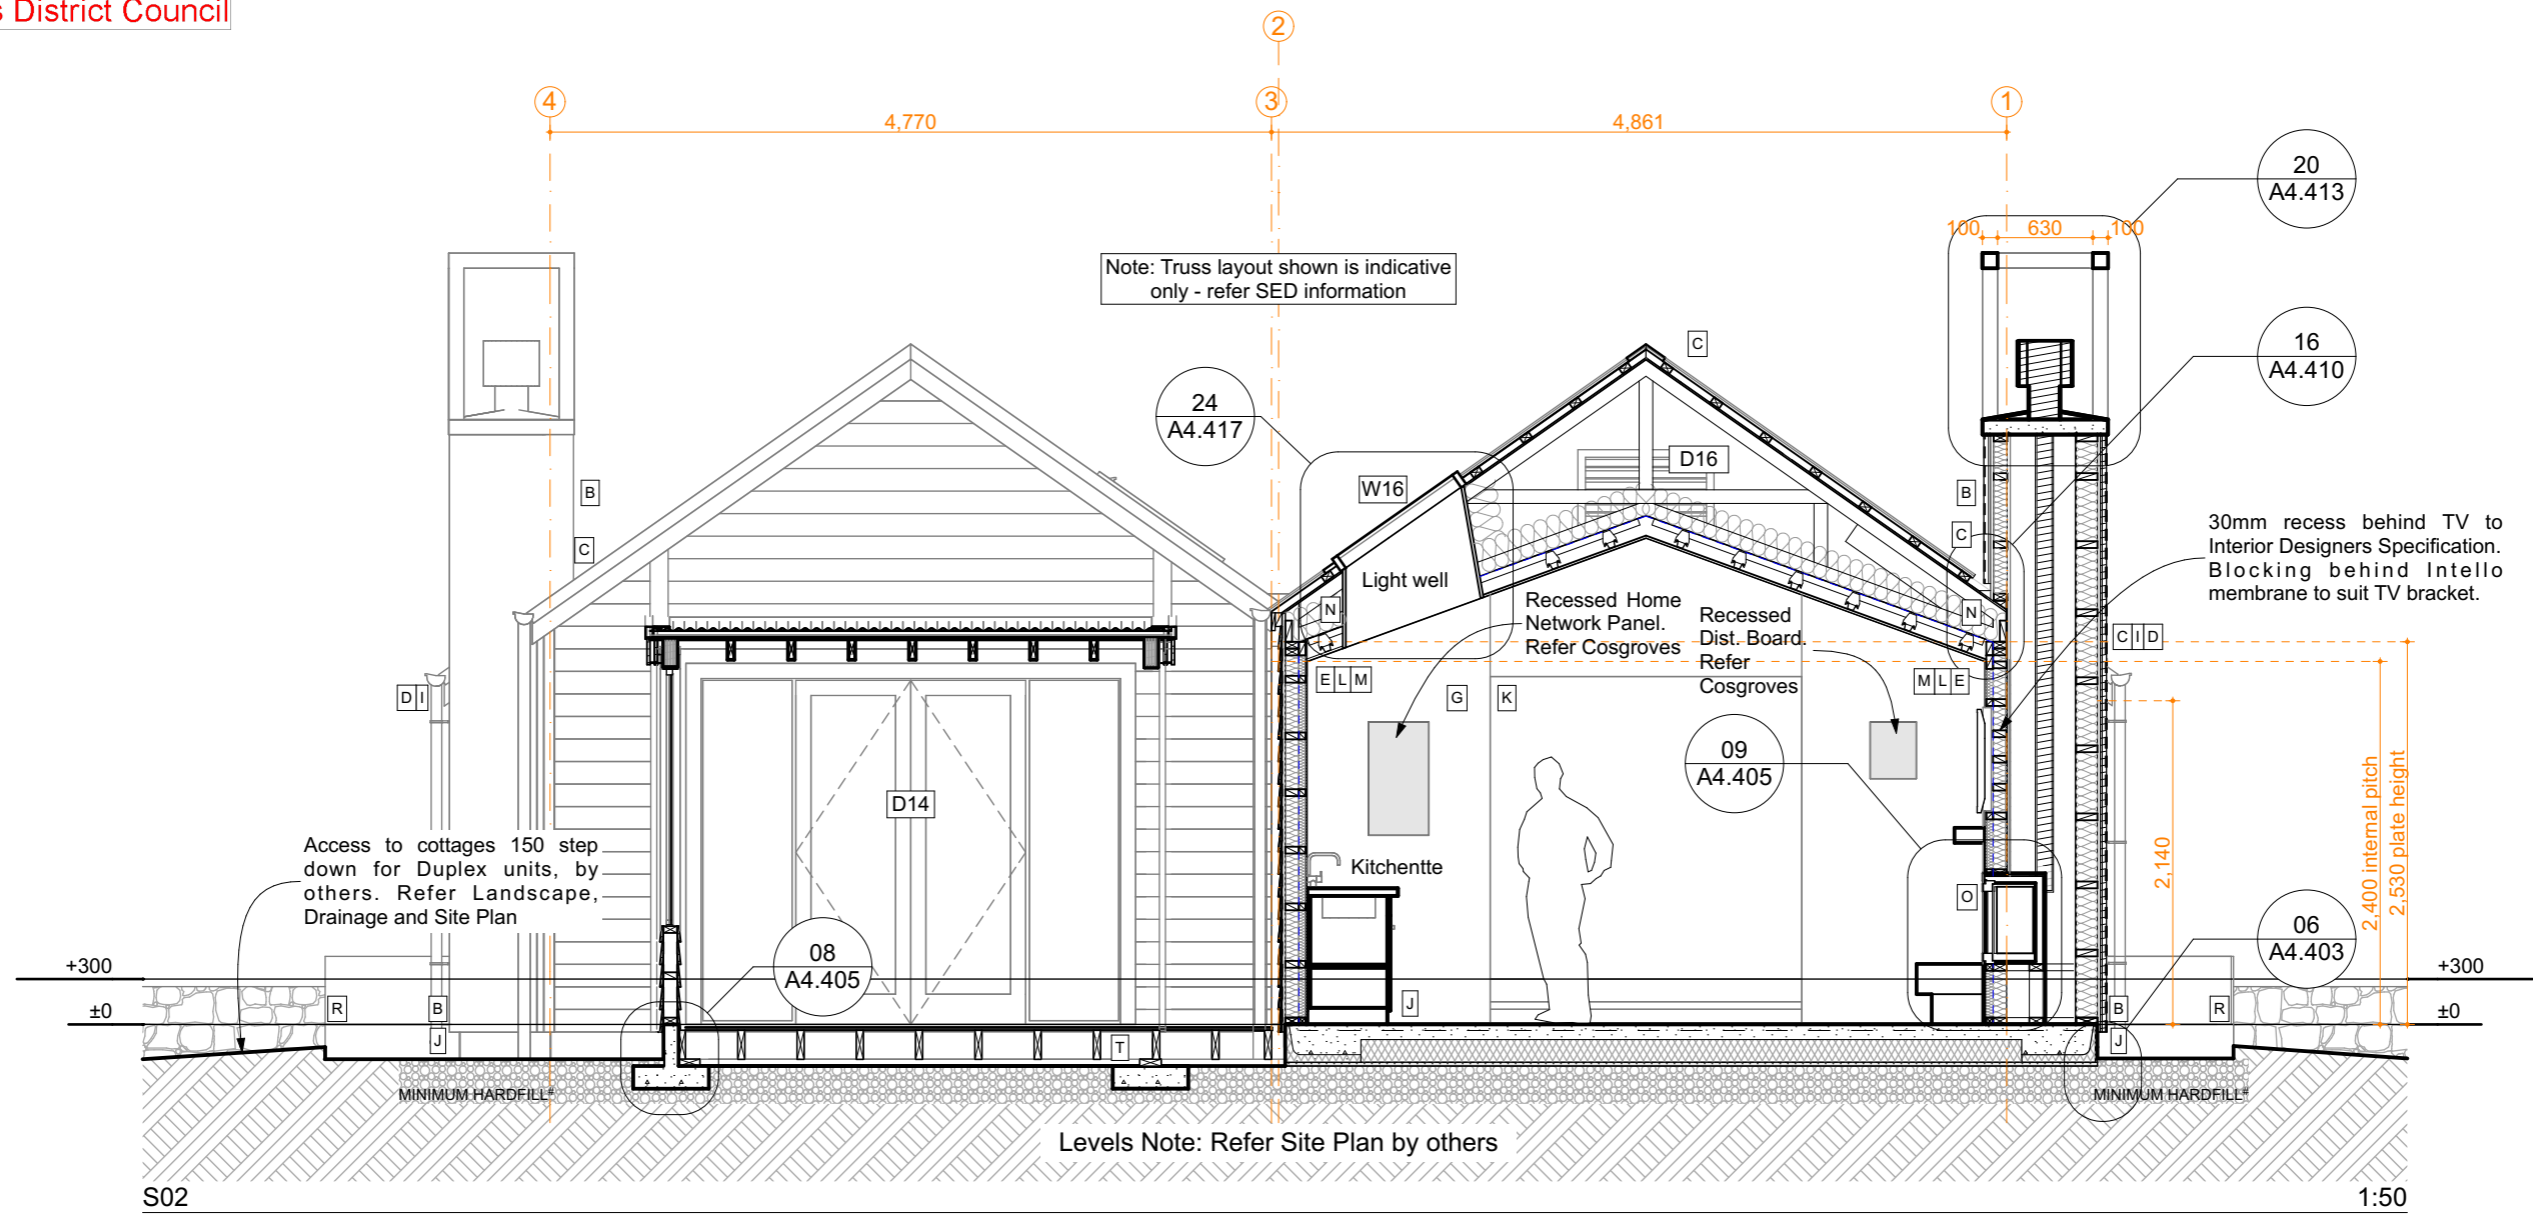 s District Council
2
4
3
1
4,770
4,861
20
A4.413
100
630
100
Note: Truss layout shown is indicative
only - refer SED information
C
16
A4.410
24
A4.417
D16
W16
B
B
C
C
30mm recess behind TV to
Interior Designers Specification.
Blocking behind Intello
membrane to suit TV bracket.
Light well
N
N
Recessed Home
Network Panel.
Refer Cosgroves
Recessed
Dist. Board.
Refer
Cosgroves
C I D
E L M
M L E
D I
G
K
09
A4.405
D14
2,140
2,400 internal pitch
2,530 plate height
Access to cottages 150 step
down for Duplex units, by
others. Refer Landscape,
Drainage and Site Plan
Kitchentte
O
08
A4.405
06
A4.403
+300
+300
±0
±0
R
B
J
J
B
R
J
T
MINIMUM HARDFILL#
MINIMUM HARDFILL#
Levels Note: Refer Site Plan by others
S02
1:50